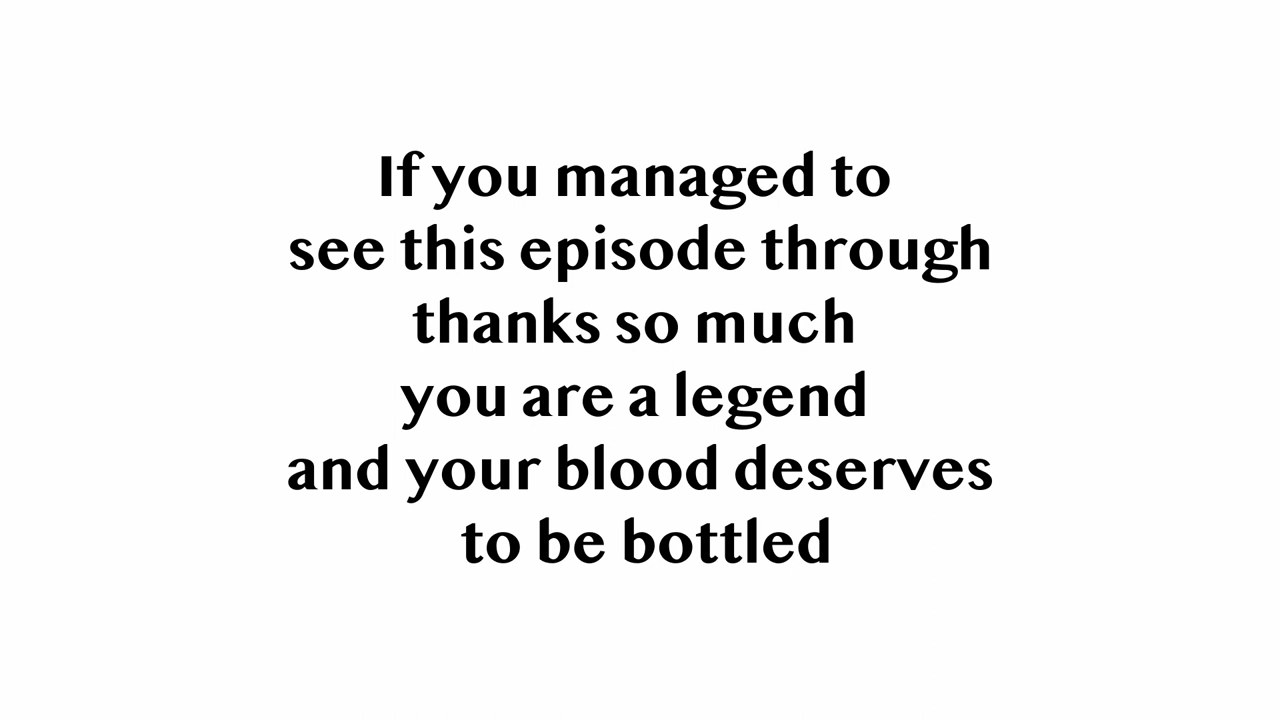 If you managed to
see this episode through
thanks so much
you are a legend
and your blood deserves
to be bottled